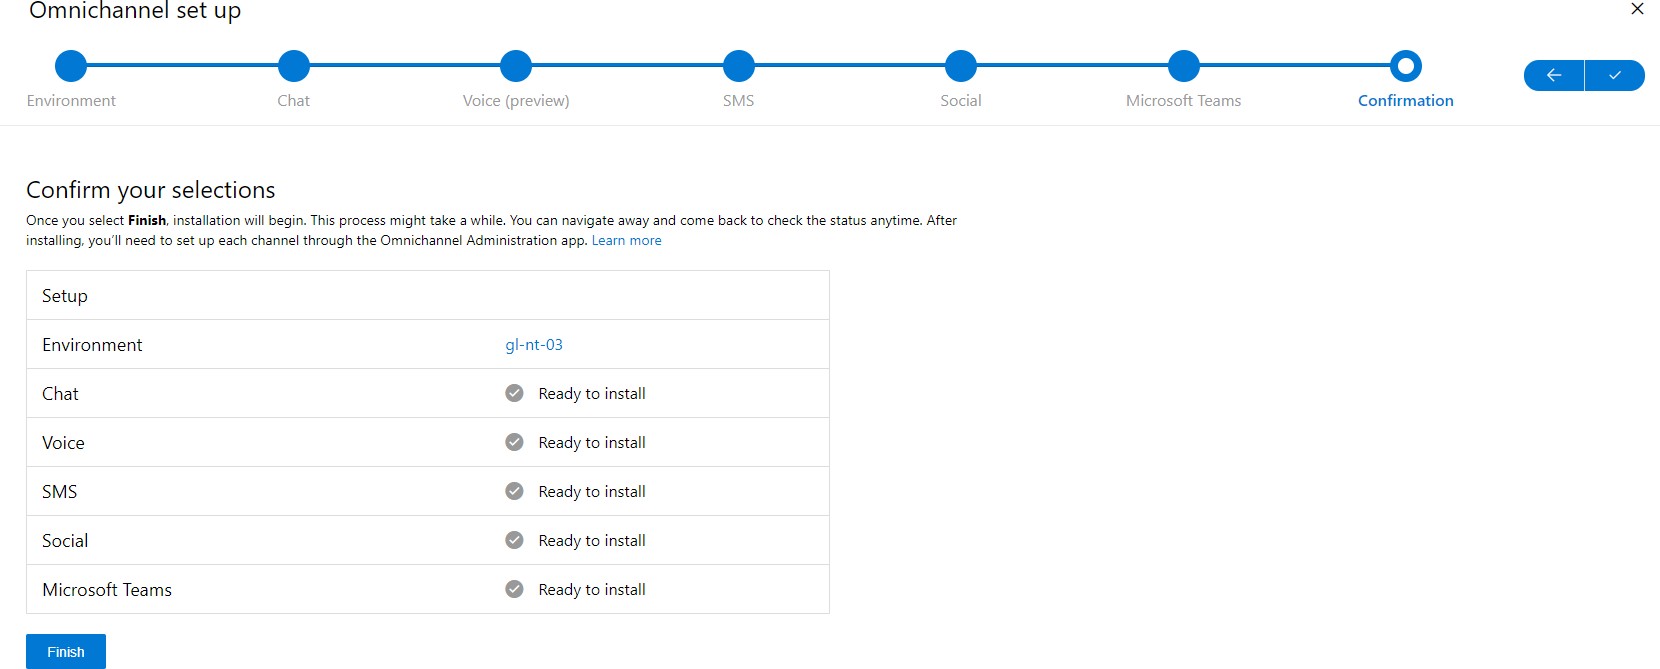 Omnichannel set up
Environment
Chat
Voice (preview)
SMS
Social
Microsoft Teams
Confirmation
Confirm your selections
Once you select Finish, installation will begin. This process might take a while. You can navigate away and come back to check the status anytime. After
installing, you'll need to set up each channel through the Omnichannel Administration app. Learn more
Setup
Environment gl-nt-03
Chat Ready to install
Voice Ready to install
SMS Ready to install
Social Ready to install
Microsoft Teams Ready to install
Finish